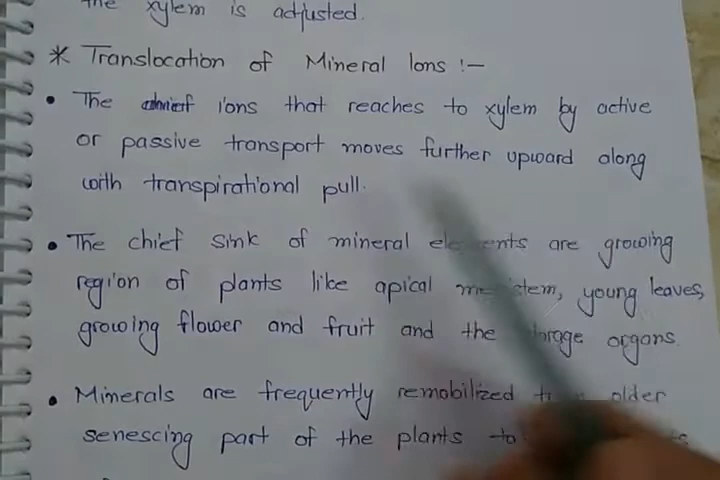 the xylem is adjusted.
* Translocation of Mineral Ions :-
• The ions that reaches to xylem by active
or passive transport moves further upward along
with transpirational pull.
• The chief sink of mineral are growing
region of plants like apical young leaves,
growing flower and fruit and the organs.
• Minerals are frequently remobilized older
senescing part of the plants to